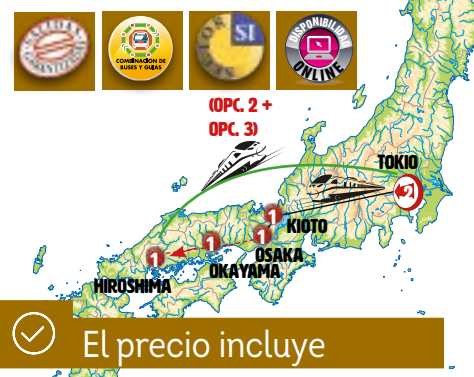 SALIDAS
GARANTIZADAS
COMBINACIÓN DE
BUSES Y GUÍAS
SI
DISPONIBILIDAD
ONLINE
(OPC. 2 +
OPC. 3)
TOKIO
2
1
KIOTO
1
OSAKA
1
OKAYAMA
1
HIROSHIMA
El precio incluye